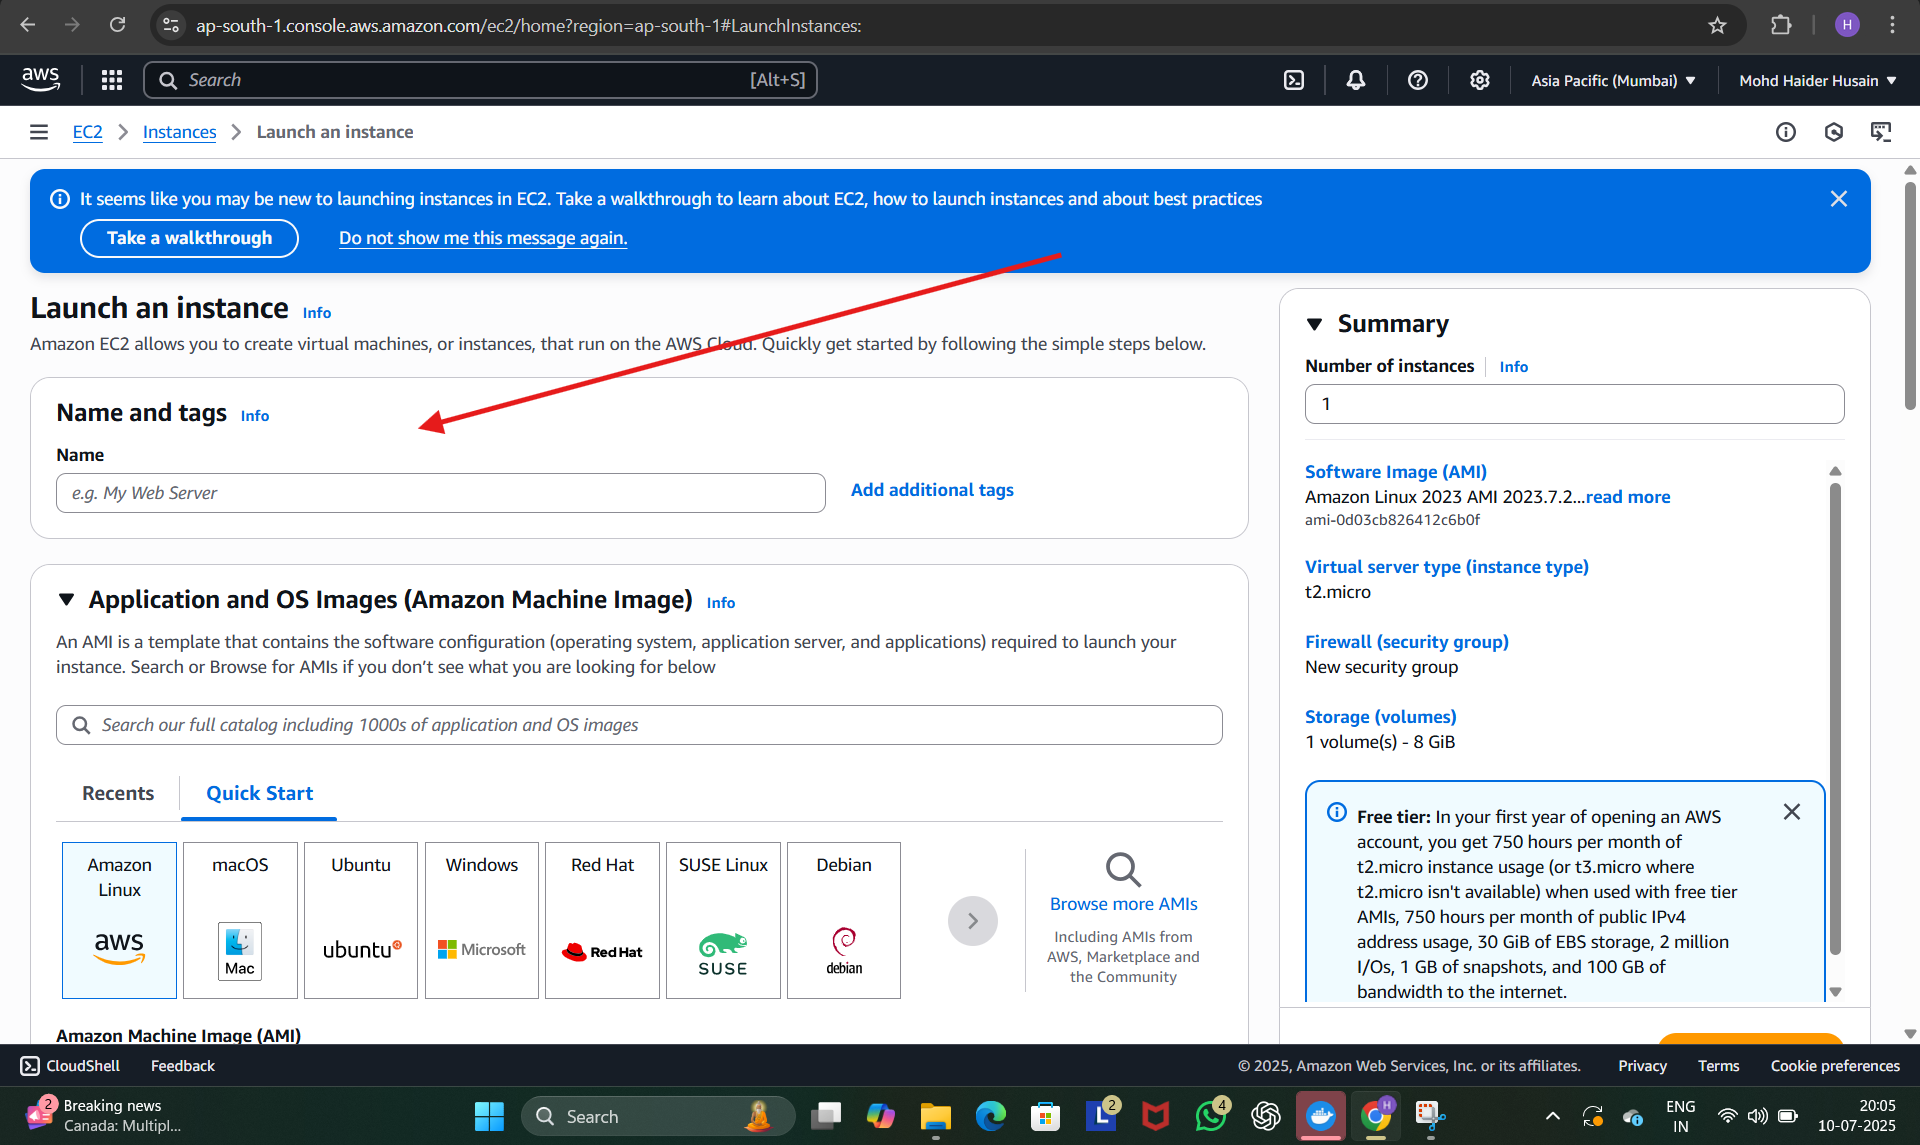 ap-south-1.console.aws.amazon.com/ec2/home?region=ap-south-1#LaunchInstances:
H
aws
Search
[Alt+S]
Asia Pacific (Mumbai)
Mohd Haider Husain
EC2
Instances
Launch an instance
It seems like you may be new to launching instances in EC2. Take a walkthrough to learn about EC2, how to launch instances and about best practices
Take a walkthrough
Do not show me this message again.
Launch an instance Info
Amazon EC2 allows you to create virtual machines, or instances, that run on the AWS Cloud. Quickly get started by following the simple steps below.
Name and tags Info
Name
e.g. My Web Server
Add additional tags
Application and OS Images (Amazon Machine Image) Info
An AMI is a template that contains the software configuration (operating system, application server, and applications) required to launch your
instance. Search or Browse for AMIs if you don’t see what you are looking for below
Search our full catalog including 1000s of application and OS images
Recents
Quick Start
Amazon
Linux
aws
macOS
Mac
Ubuntu
ubuntu
Windows
Microsoft
Red Hat
Red Hat
SUSE Linux
SUSE
Debian
debian
Browse more AMIs
Including AMIs from
AWS, Marketplace and
the Community
Amazon Machine Image (AMI)
Summary
Number of instances Info
1
Software Image (AMI)
Amazon Linux 2023 AMI 2023.7.2...read more
ami-0d03cb826412c6b0f
Virtual server type (instance type)
t2.micro
Firewall (security group)
New security group
Storage (volumes)
1 volume(s) - 8 GiB
Free tier: In your first year of opening an AWS
account, you get 750 hours per month of
t2.micro instance usage (or t3.micro where
t2.micro isn't available) when used with free tier
AMIs, 750 hours per month of public IPv4
address usage, 30 GiB of EBS storage, 2 million
I/Os, 1 GB of snapshots, and 100 GB of
bandwidth to the internet.
CloudShell
Feedback
© 2025, Amazon Web Services, Inc. or its affiliates.
Privacy
Terms
Cookie preferences
2
Breaking news
Canada: Multipl...
Search
L
2
4
H
ENG
IN
20:05
10-07-2025